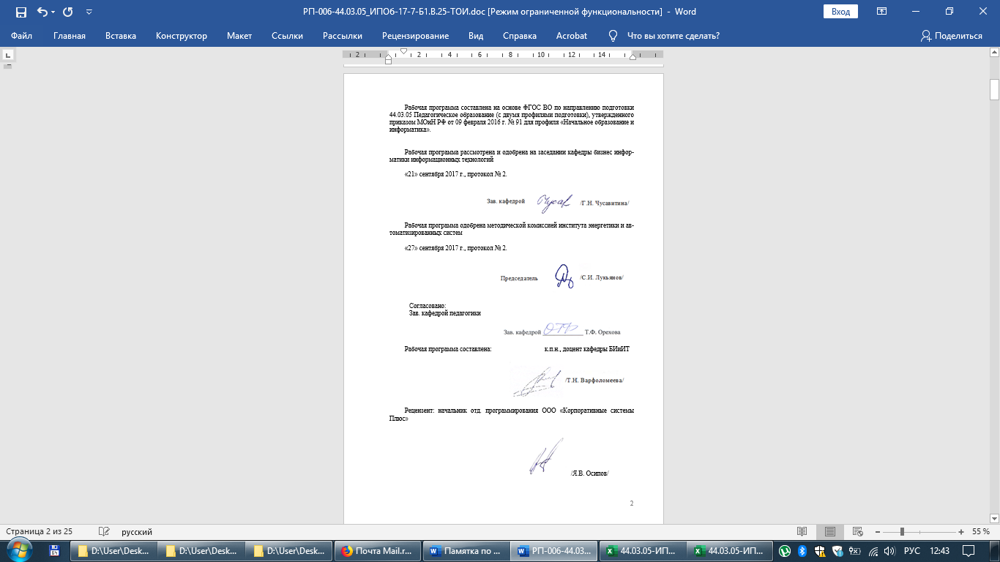 РП-006-44.03.05_ИПОб-17-7-Б1.В.25-ТОИ.doc [Режим ограниченной функциональности] - Word
Вход
Файл Главная Вставка Конструктор Макет Ссылки Рассылки Рецензирование Вид Справка Acrobat Что вы хотите сделать? Поделиться
2 2 4 6 8 10 12 14
Рабочая программа составлена на основе ФГОС ВО по направлению подготовки
44.03.05 Педагогическое образование (с двумя профилями подготовки), утвержденного
приказом МОиН РФ от 09 февраля 2016 г. № 91 для профиля «Начальное образование и
информатика».
Рабочая программа рассмотрена и одобрена на заседании кафедры бизнес инфор-
матики информационных технологий
«21» сентября 2017 г., протокол № 2.
Зав. кафедрой /Г.Н. Чусавитина/
Рабочая программа одобрена методической комиссией института энергетики и ав-
томатизированных систем
«27» сентября 2017 г., протокол № 2.
Председатель /С.И. Лукьянов/
Согласовано:
Зав. кафедрой педагогики
Зав. кафедрой Т.Ф. Орехова
Рабочая программа составлена: к.п.н., доцент кафедры БИиИТ
/Т.Н. Варфоломеева/
Рецензент: начальник отд. программирования ООО «Корпоративные системы
Плюс»
/Я.В. Осипов/
2
Страница 2 из 25 русский 55 %
D:\User\Desk... D:\User\Desk... D:\User\Desk... Почта Mail.r... Памятка по ... РП-006-44.03... 44.03.05-ИП... 44.03.05-ИП... РУС 12:43